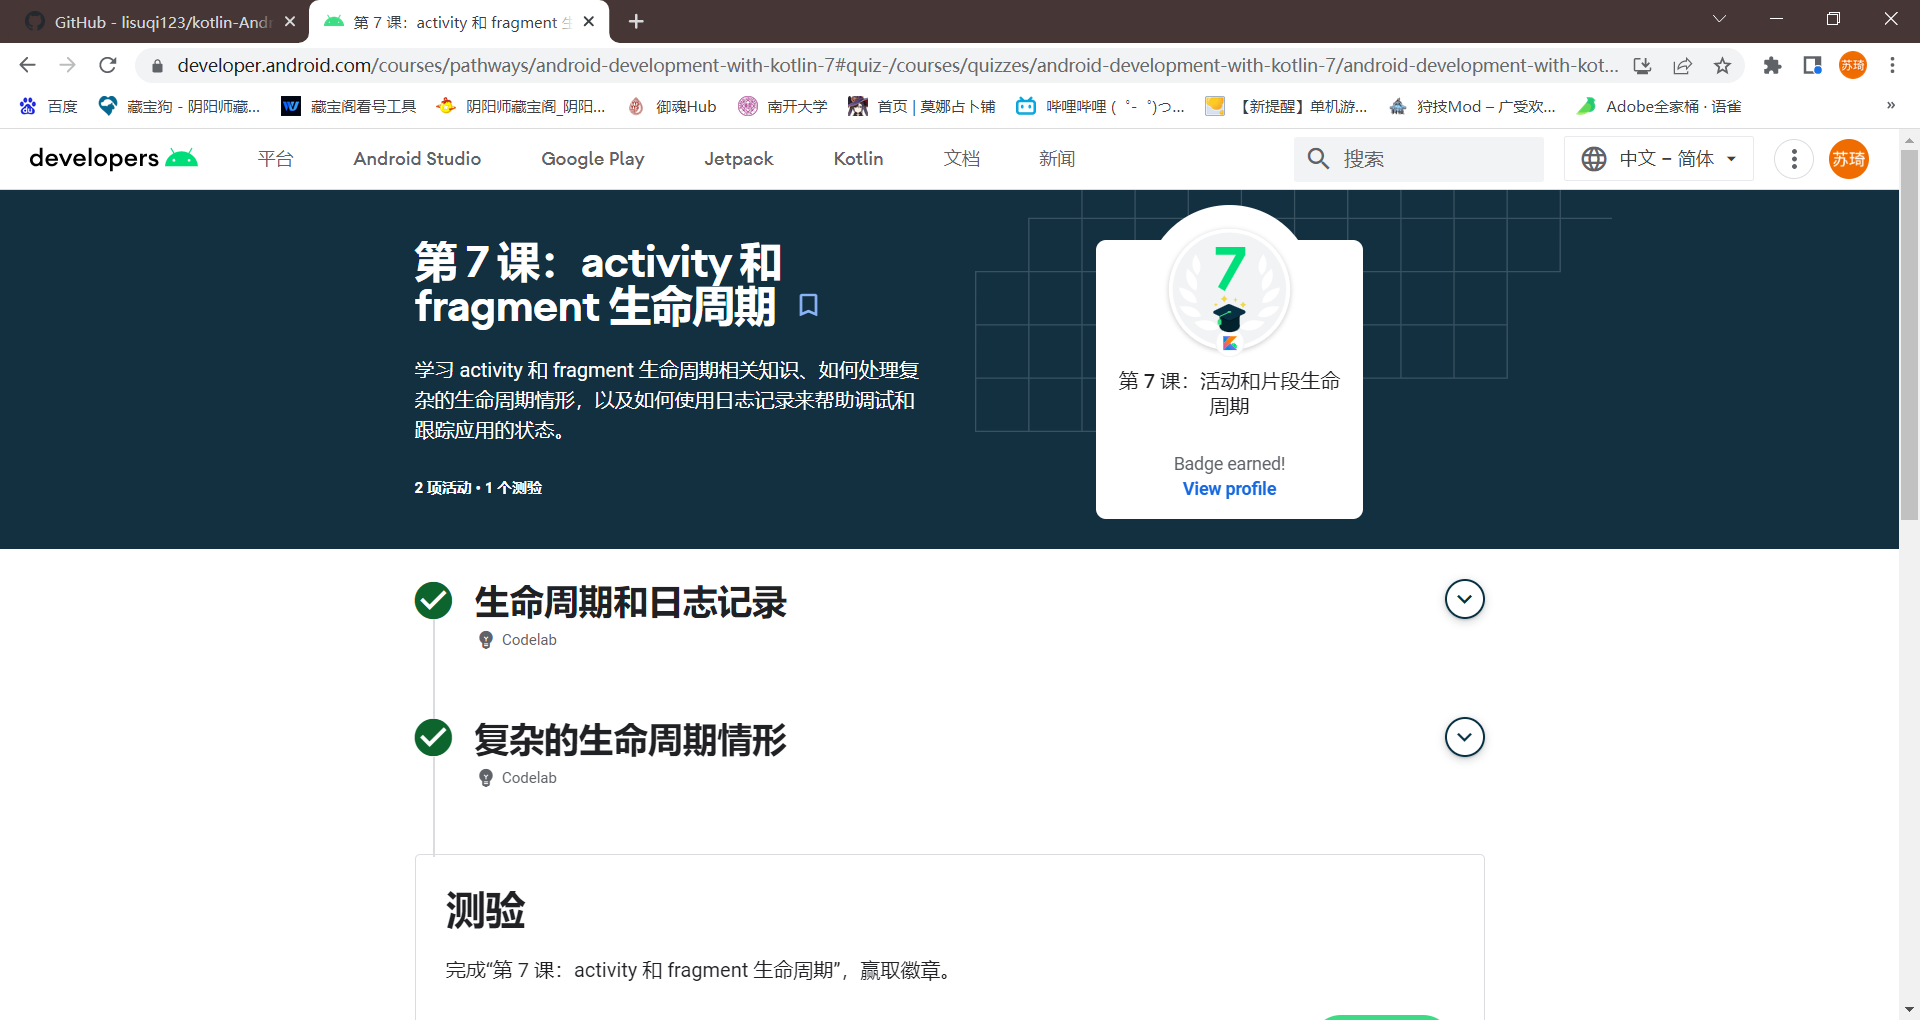 GitHub - lisuqi123/kotlin-Andr
第 7 课：activity 和 fragment 生
developer.android.com/courses/pathways/android-development-with-kotlin-7#quiz-/courses/quizzes/android-development-with-kotlin-7/android-development-with-kot...
苏琦
百度
藏宝狗 - 阴阳师藏...
藏宝阁看号工具
阴阳师藏宝阁_阴阳...
御魂Hub
南开大学
首页 | 莫娜占卜铺
哔哩哔哩 ( ゜- ゜)つ...
【新提醒】单机游...
狩技Mod – 广受欢...
Adobe全家桶 · 语雀
»
developers
平台
Android Studio
Google Play
Jetpack
Kotlin
文档
新闻
搜索
中文 – 简体
苏琦
第 7 课：activity 和
fragment 生命周期
学习 activity 和 fragment 生命周期相关知识、如何处理复
杂的生命周期情形，以及如何使用日志记录来帮助调试和
跟踪应用的状态。
2 项活动 • 1 个测验
7
第 7 课：活动和片段生命
周期
Badge earned!
View profile
生命周期和日志记录
Codelab
复杂的生命周期情形
Codelab
测验
完成“第 7 课：activity 和 fragment 生命周期”，赢取徽章。